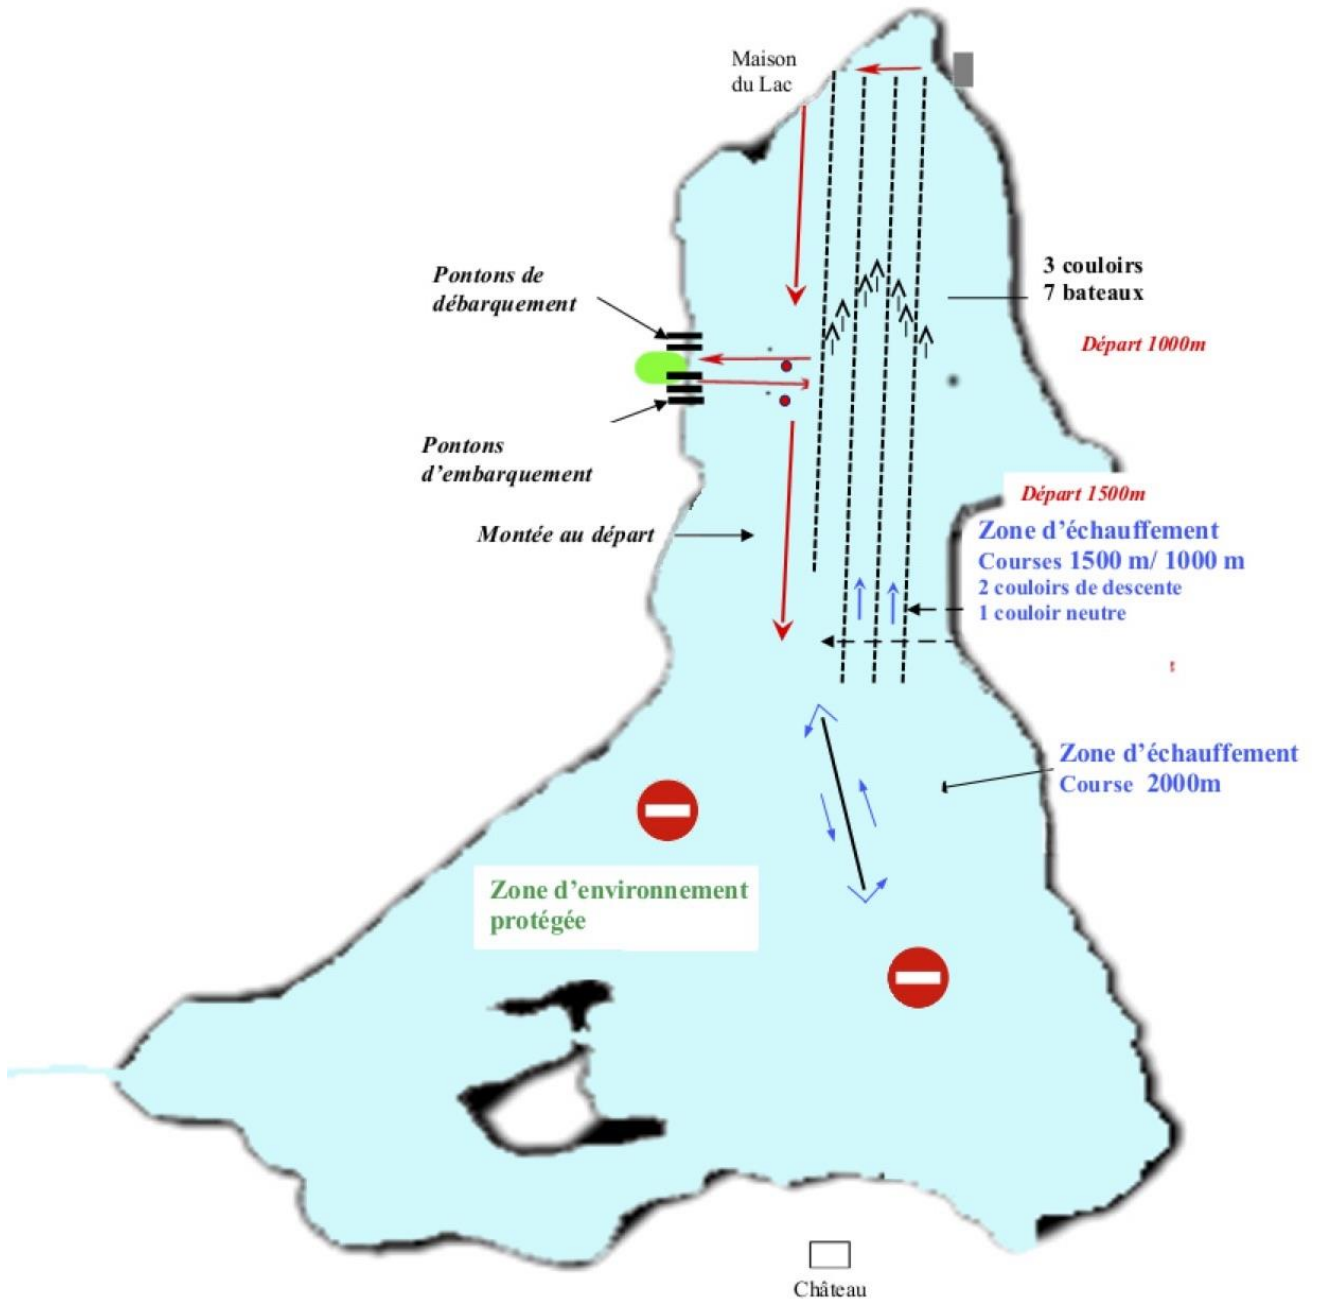 Maison
du Lac
Pontons de
débarquement
3 couloirs
7 bateaux
Départ 1000m
Pontons
d'embarquement
Départ 1500m
Montée au départ
Zone d'échauffement
Courses 1500 m/ 1000 m
2 couloirs de descente
1 couloir neutre
Zone d'échauffement
Course 2000m
Zone d'environnement
protégée
Château